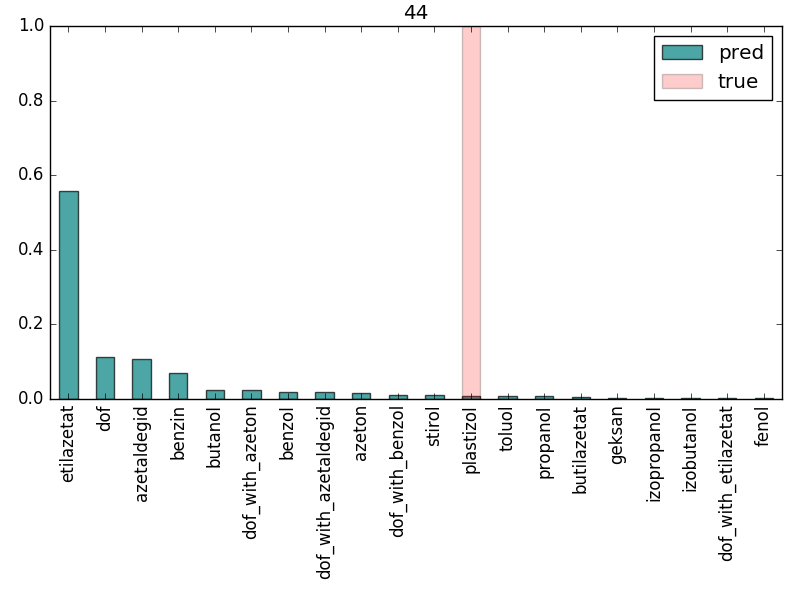 44
pred
true
1.0
0.8
0.6
0.4
0.2
0.0
etilazetat
dof
azetaldegid
benzin
butanol
dof_with_azeton
benzol
dof_with_azetaldegid
azeton
dof_with_benzol
stirol
plastizol
toluol
propanol
butilazetat
geksan
izopropanol
izobutanol
dof_with_etilazetat
fenol